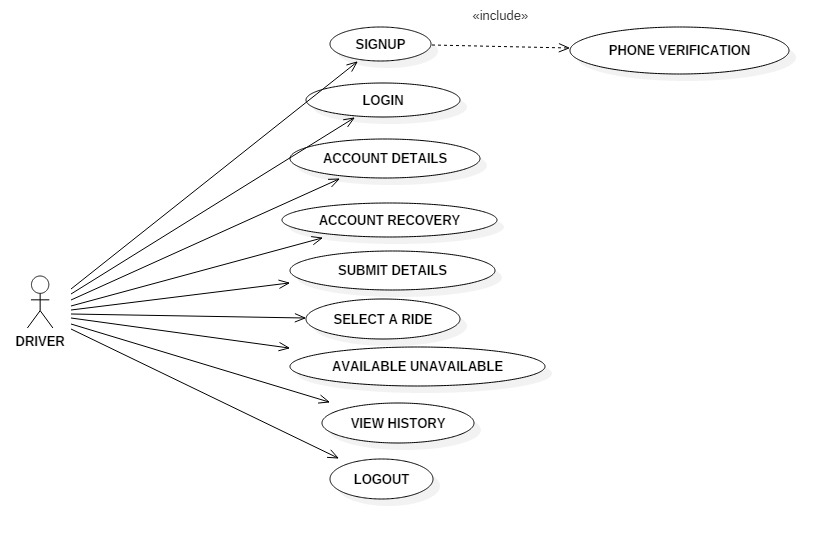 «include»
SIGNUP
PHONE VERIFICATION
LOGIN
ACCOUNT DETAILS
ACCOUNT RECOVERY
SUBMIT DETAILS
SELECT A RIDE
DRIVER
AVAILABLE UNAVAILABLE
VIEW HISTORY
LOGOUT